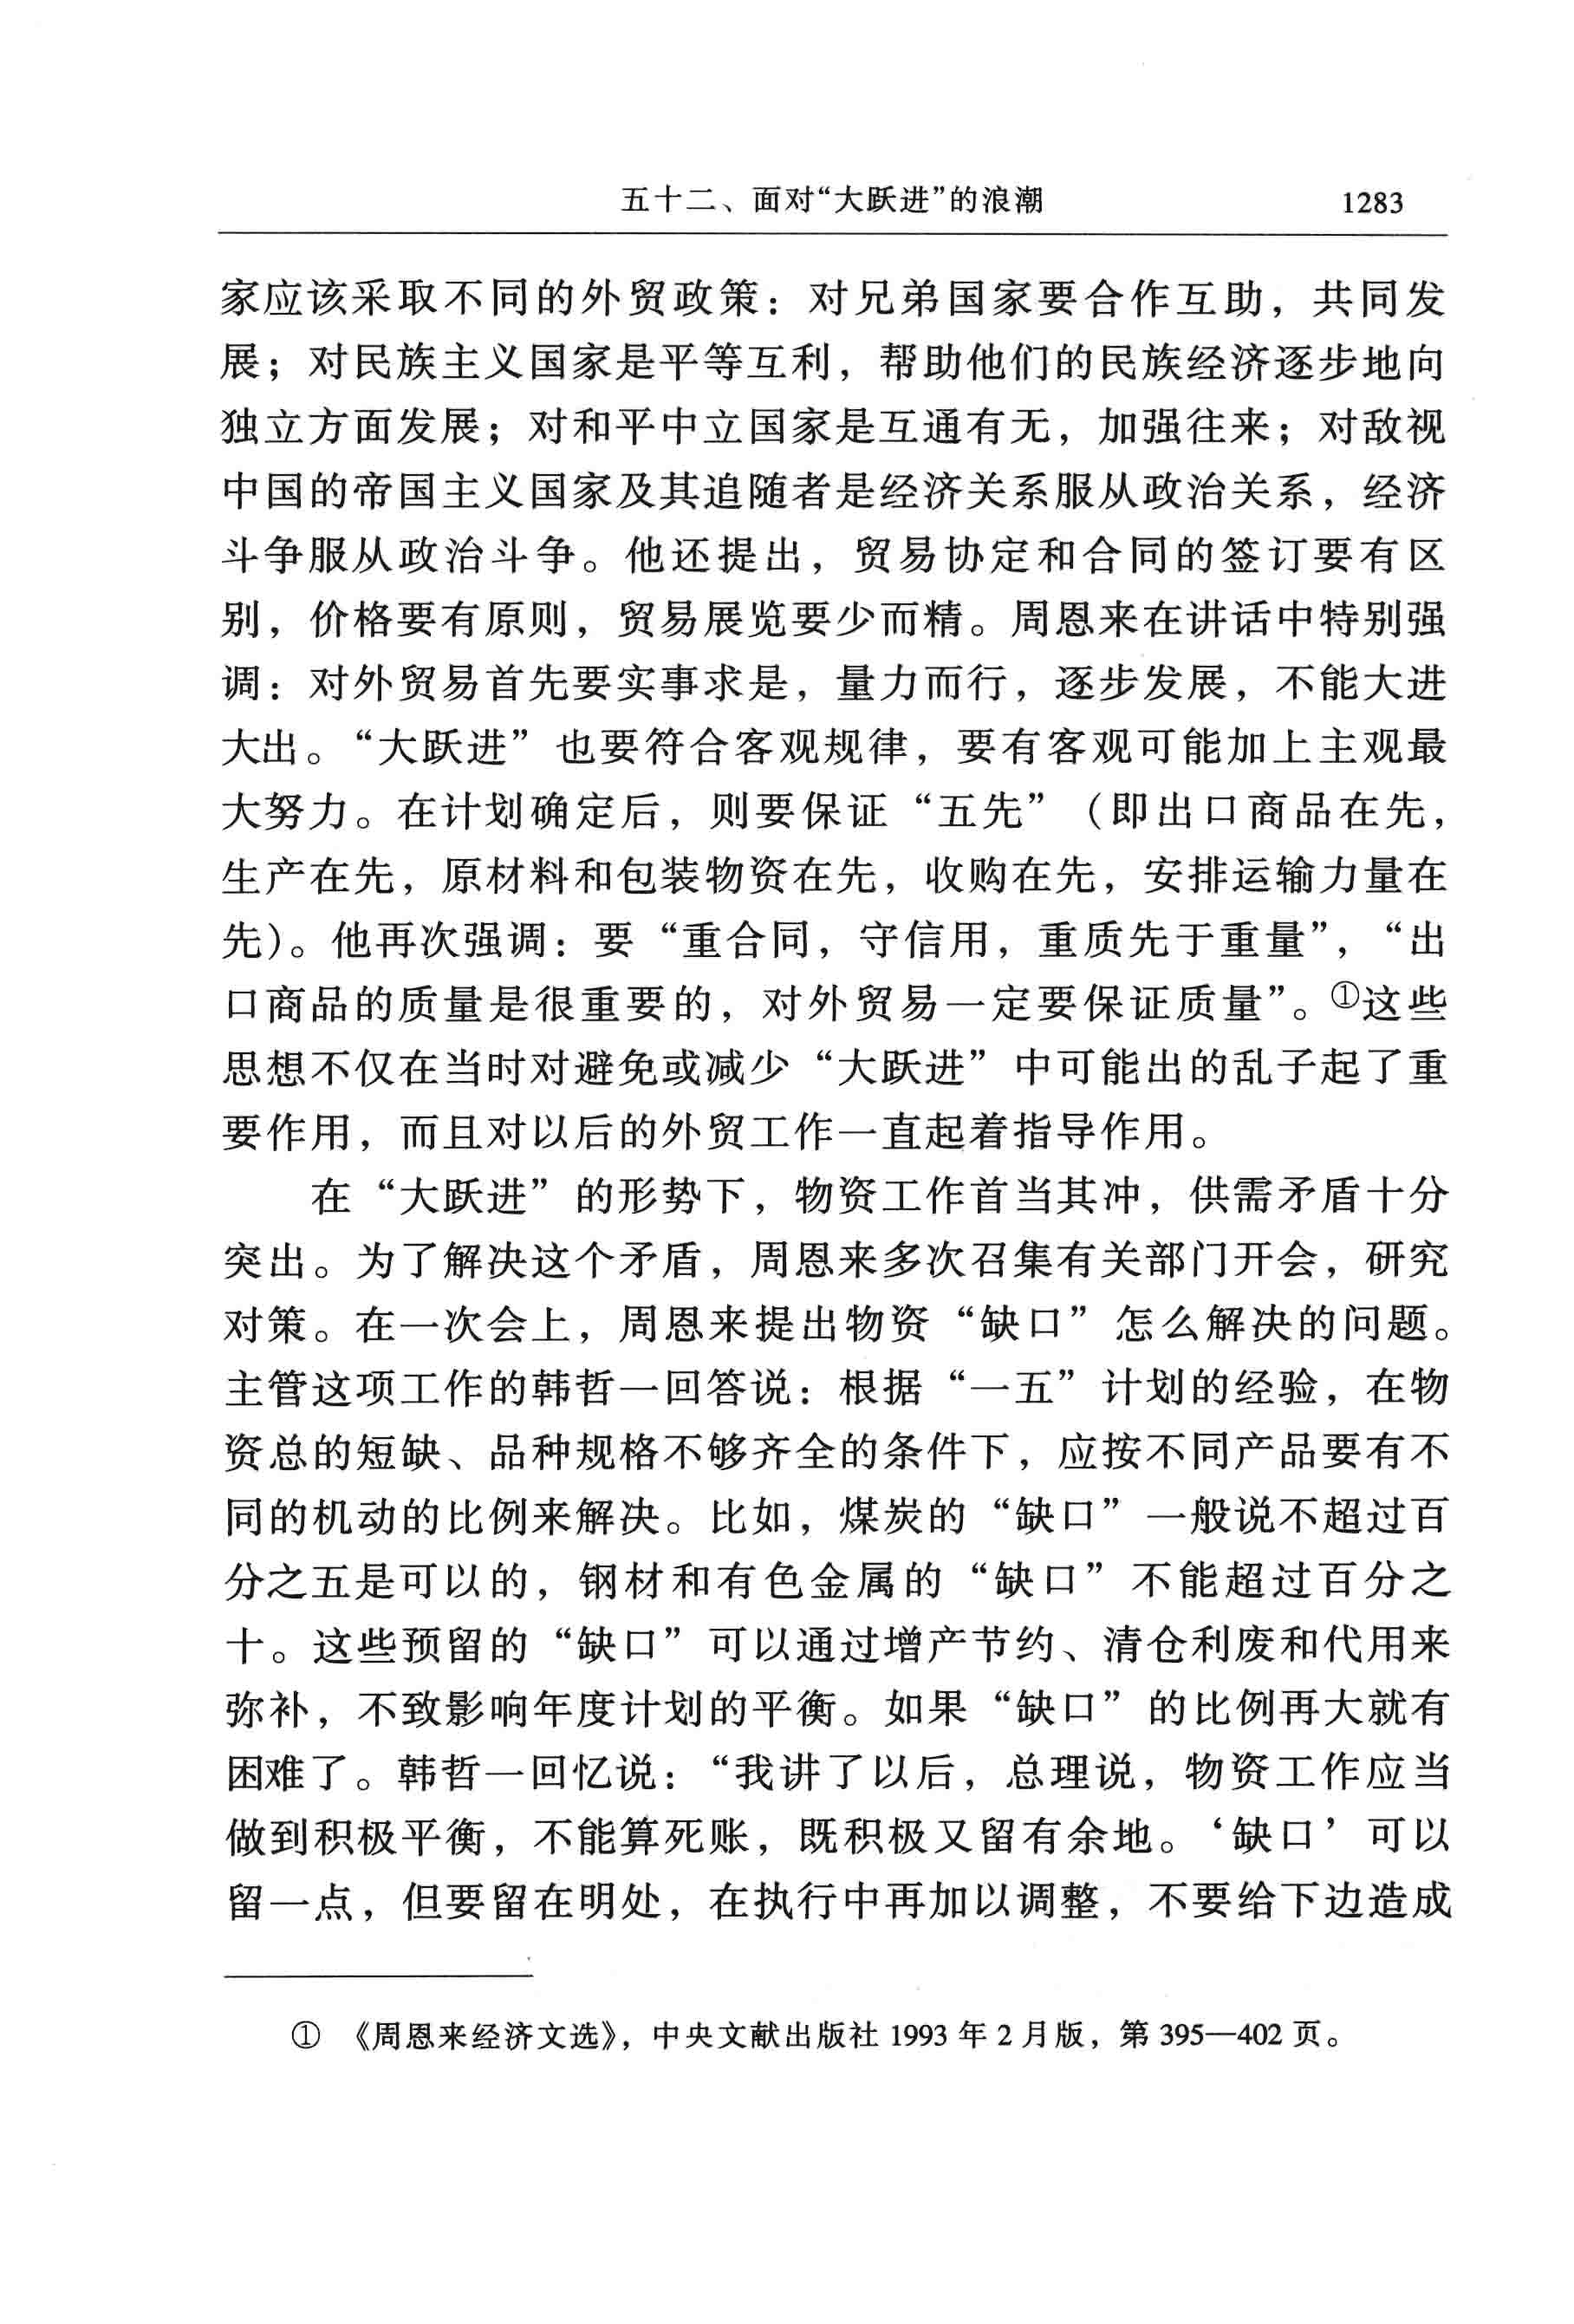 五十二、面对“大跃进”的浪潮 1283
家应该采取不同的外贸政策：对兄弟国家要合作互助，共同发
展；对民族主义国家是平等互利，帮助他们的民族经济逐步地向
独立方面发展；对和平中立国家是互通有无，加强往来；对敌视
中国的帝国主义国家及其追随者是经济关系服从政治关系，经济
斗争服从政治斗争。他还提出，贸易协定和合同的签订要有区
别，价格要有原则，贸易展览要少而精。周恩来在讲话中特别强
调：对外贸易首先要实事求是，量力而行，逐步发展，不能大进
大出。“大跃进”也要符合客观规律，要有客观可能加上主观最
大努力。在计划确定后，则要保证“五先”（即出口商品在先，
生产在先，原材料和包装物资在先，收购在先，安排运输力量在
先）。他再次强调：要“重合同，守信用，重质先于重量”，“出
口商品的质量是很重要的，对外贸易一定要保证质量”。①这些
思想不仅在当时对避免或减少“大跃进”中可能出的乱子起了重
要作用，而且对以后的外贸工作一直起着指导作用。
在“大跃进”的形势下，物资工作首当其冲，供需矛盾十分
突出。为了解决这个矛盾，周恩来多次召集有关部门开会，研究
对策。在一次会上，周恩来提出物资“缺口”怎么解决的问题。
主管这项工作的韩哲一回答说：根据“一五”计划的经验，在物
资总的短缺、品种规格不够齐全的条件下，应按不同产品要有不
同的机动的比例来解决。比如，煤炭的“缺口”一般说不超过百
分之五是可以的，钢材和有色金属的“缺口”不能超过百分之
十。这些预留的“缺口”可以通过增产节约、清仓利废和代用来
弥补，不致影响年度计划的平衡。如果“缺口”的比例再大就有
困难了。韩哲一回忆说：“我讲了以后，总理说，物资工作应当
做到积极平衡，不能算死账，既积极又留有余地。‘缺口’可以
留一点，但要留在明处，在执行中再加以调整，不要给下边造成
① 《周恩来经济文选》，中央文献出版社 1993 年 2 月版，第 395—402 页。